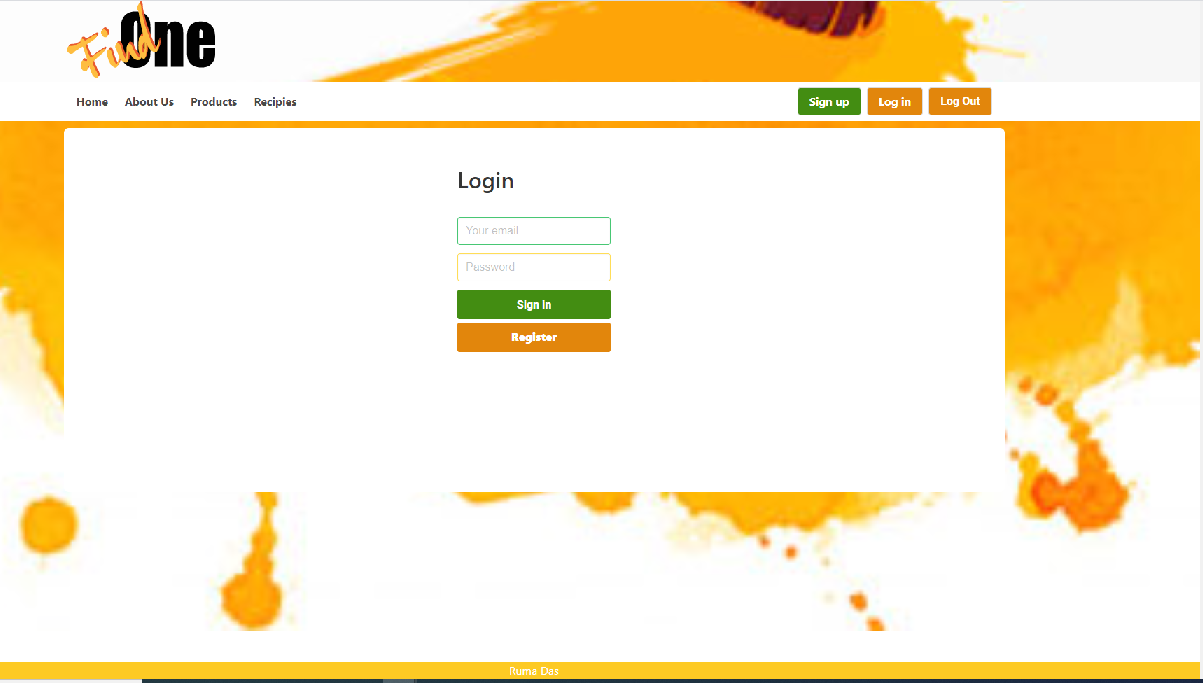 Find One
Home About Us Products Recipies Sign up Log in Log Out
Login
Your email
Password
Sign in
Register
Ruma Das